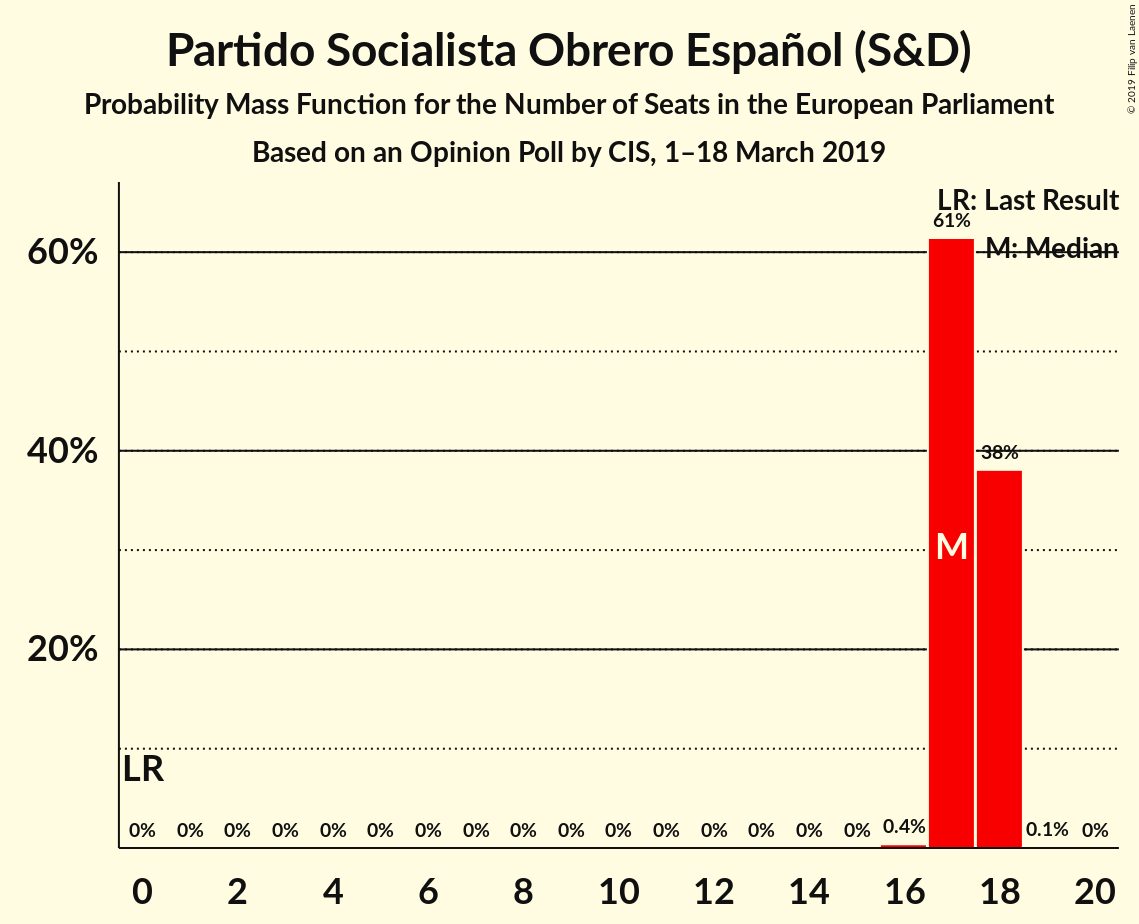 Partido Socialista Obrero Español (S&D)
Probability Mass Function for the Number of Seats in the European Parliament
Based on an Opinion Poll by CIS, 1–18 March 2019
© 2019 Filip van Laenen
LR: Last Result
M: Median
60%
40%
20%
61%
38%
M
LR
0% 0% 0% 0% 0% 0% 0% 0% 0% 0% 0% 0% 0% 0% 0% 0% 0.4% 0.1% 0%
0 2 4 6 8 10 12 14 16 18 20